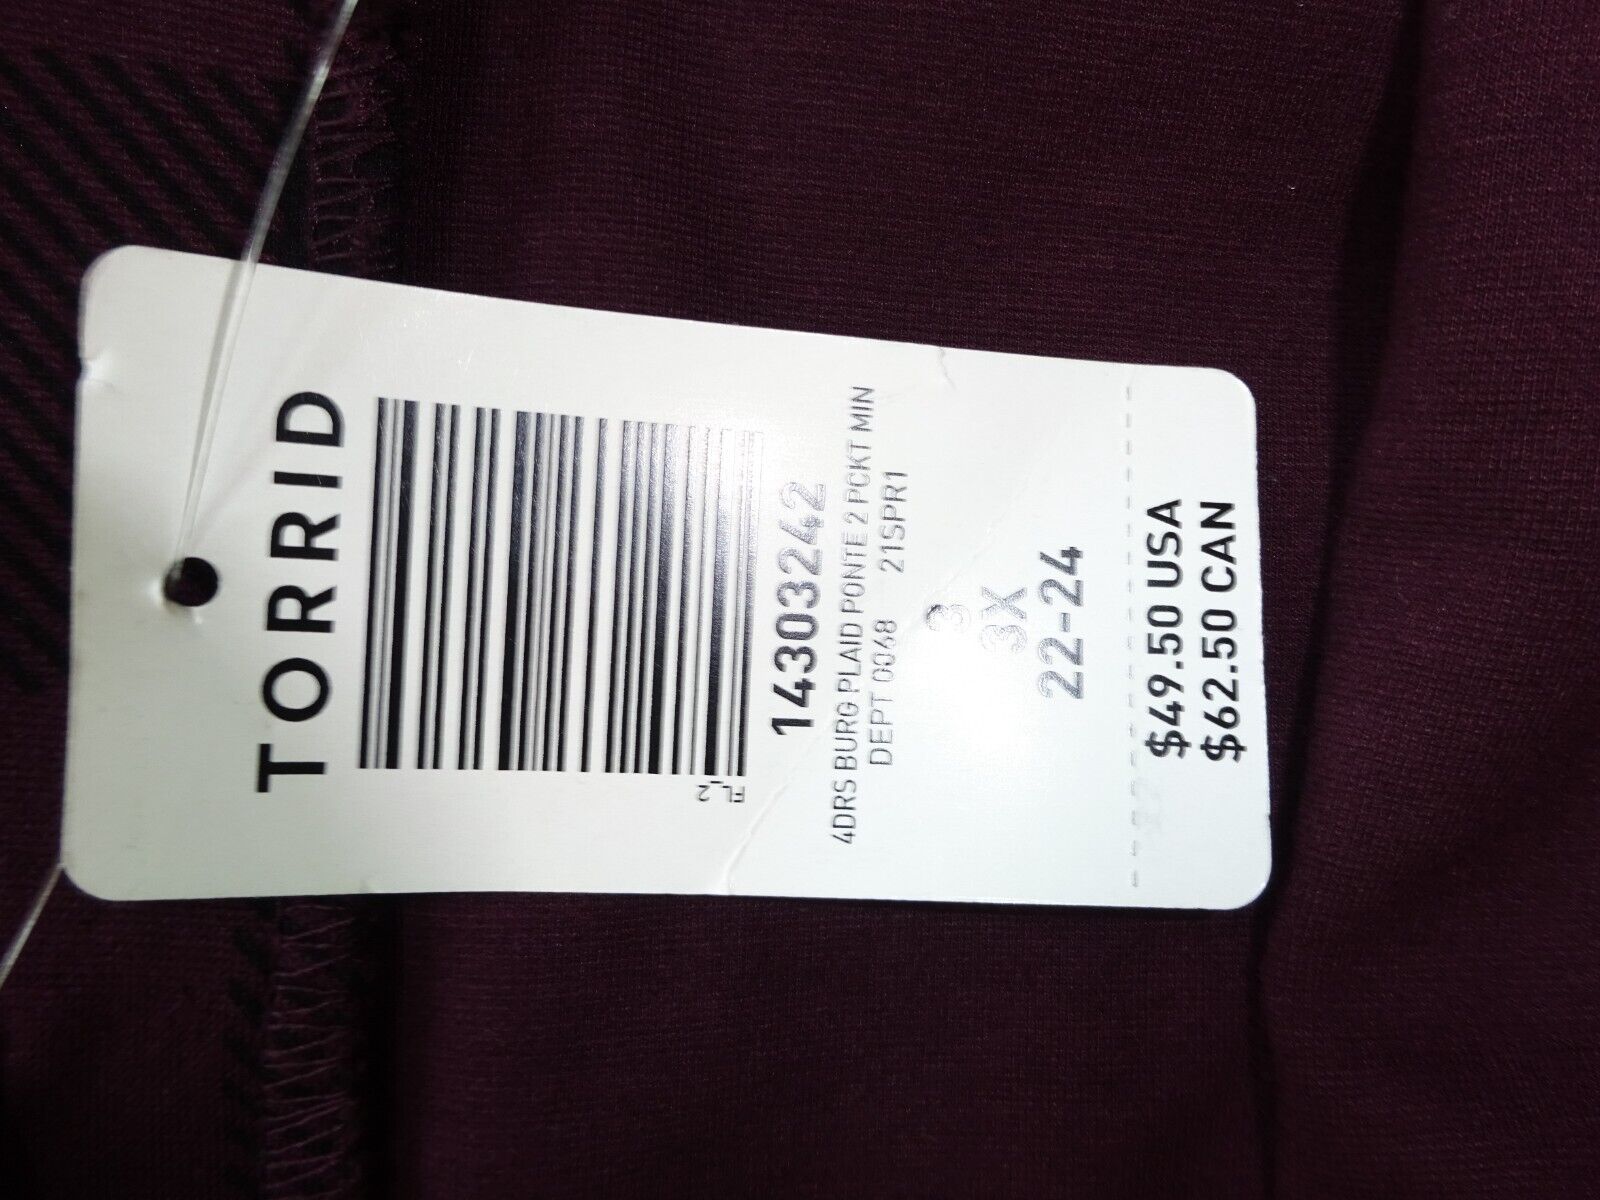 TORRID
FL_2
14303242
4DRS BURG PLAID PONTE 2 PCKT MIN
DEPT 0068 21SPR1
3
3X
22-24
$49.50 USA
$62.50 CAN